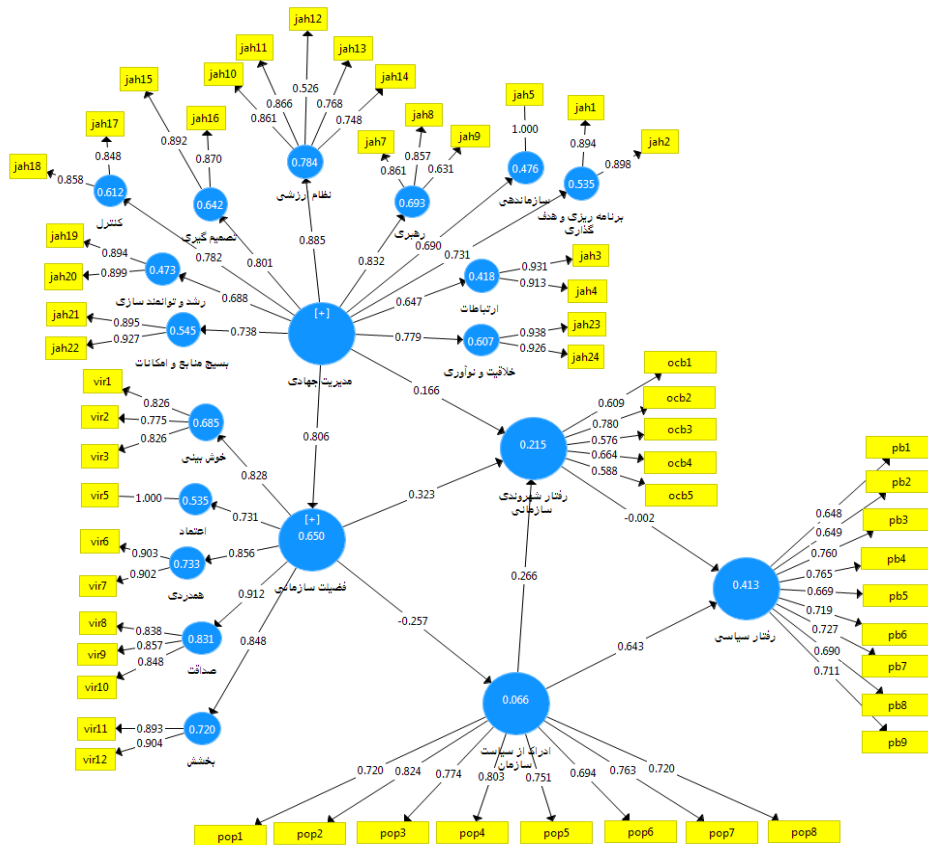 jah12
jah11
jah13
jah10
jah14
jah15
0.526
0.866
0.768
0.861
0.748
jah16
jah17
jah18
0.892
0.870
0.848
0.858
0.784
نظام ارزشی
0.612
کنترل
0.642
تصمیم گیری
jah7
jah8
jah9
0.861
0.857
0.631
0.693
رهبری
jah5
1.000
0.476
سازماندهی
jah1
jah2
0.894
0.898
0.535
برنامه ریزی و هدف
گذاری
0.782
0.801
0.885
0.832
0.690
0.731
jah19
jah20
0.894
0.899
0.473
رشد و توانمند سازی
0.688
0.647
0.418
ارتباطات
0.931
0.913
jah3
jah4
jah21
jah22
0.895
0.927
0.545
بسیج منابع و امکانات
0.738
[+]
مدیریت جهادی
0.779
0.607
خلاقیت و نوآوری
0.938
0.926
jah23
jah24
0.806
0.166
vir1
vir2
vir3
0.826
0.775
0.826
0.685
خوش بینی
0.828
vir5
1.000
0.535
اعتماد
0.731
vir6
vir7
0.903
0.902
0.733
همدردی
0.856
[+]
0.650
فضیلت سازمانی
0.323
vir8
vir9
vir10
0.838
0.857
0.848
0.831
صداقت
0.912
vir11
vir12
0.893
0.904
0.720
بخشش
0.848
-0.257
0.215
رفتار شهروندی
سازمانی
0.609
0.780
0.576
0.664
0.588
ocb1
ocb2
ocb3
ocb4
ocb5
-0.002
0.266
0.643
0.413
رفتار سیاسی
0.648
0.649
0.760
0.765
0.669
0.719
0.727
0.690
0.711
pb1
pb2
pb3
pb4
pb5
pb6
pb7
pb8
pb9
0.066
ادراک از سیاست
سازمان
0.720
0.824
0.774
0.803
0.751
0.694
0.763
0.720
pop1
pop2
pop3
pop4
pop5
pop6
pop7
pop8